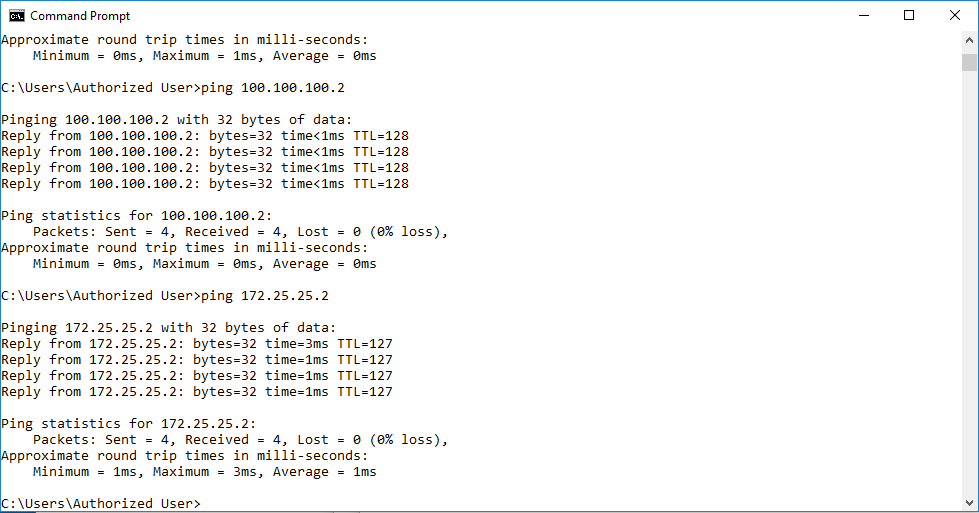 Command Prompt
Approximate round trip times in milli-seconds:
    Minimum = 0ms, Maximum = 1ms, Average = 0ms
C:\Users\Authorized User>ping 100.100.100.2
Pinging 100.100.100.2 with 32 bytes of data:
Reply from 100.100.100.2: bytes=32 time<1ms TTL=128
Reply from 100.100.100.2: bytes=32 time<1ms TTL=128
Reply from 100.100.100.2: bytes=32 time<1ms TTL=128
Reply from 100.100.100.2: bytes=32 time<1ms TTL=128
Ping statistics for 100.100.100.2:
    Packets: Sent = 4, Received = 4, Lost = 0 (0% loss),
Approximate round trip times in milli-seconds:
    Minimum = 0ms, Maximum = 0ms, Average = 0ms
C:\Users\Authorized User>ping 172.25.25.2
Pinging 172.25.25.2 with 32 bytes of data:
Reply from 172.25.25.2: bytes=32 time=3ms TTL=127
Reply from 172.25.25.2: bytes=32 time=1ms TTL=127
Reply from 172.25.25.2: bytes=32 time=1ms TTL=127
Reply from 172.25.25.2: bytes=32 time=1ms TTL=127
Ping statistics for 172.25.25.2:
    Packets: Sent = 4, Received = 4, Lost = 0 (0% loss),
Approximate round trip times in milli-seconds:
    Minimum = 1ms, Maximum = 3ms, Average = 1ms
C:\Users\Authorized User>